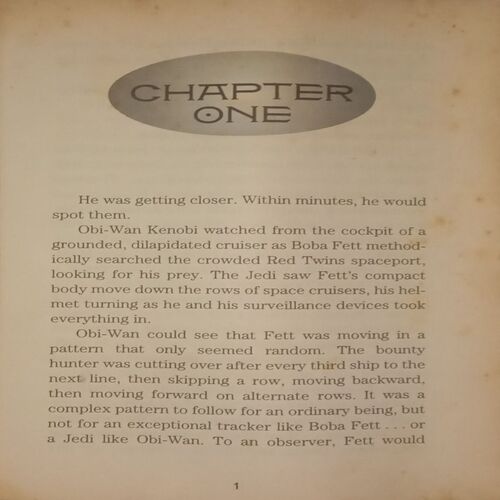 CHAPTER
ONE
He was getting closer. Within minutes, he would
spot them.
Obi-Wan Kenobi watched from the cockpit of a
grounded, dilapidated cruiser as Boba Fett method-
ically searched the crowded Red Twins spaceport,
looking for his prey. The Jedi saw Fett's compact
body move down the rows of space cruisers, his hel-
met turning as he and his surveillance devices took
everything in.
Obi-Wan could see that Fett was moving in a
pattern that only seemed random. The bounty
hunter was cutting over after every third ship to the
next line, then skipping a row, moving backward,
then moving forward on alternate rows. It was a
complex pattern to follow for an ordinary being, but
not for an exceptional tracker like Boba Fett . . . or
a Jedi like Obi-Wan. To an observer, Fett would
1